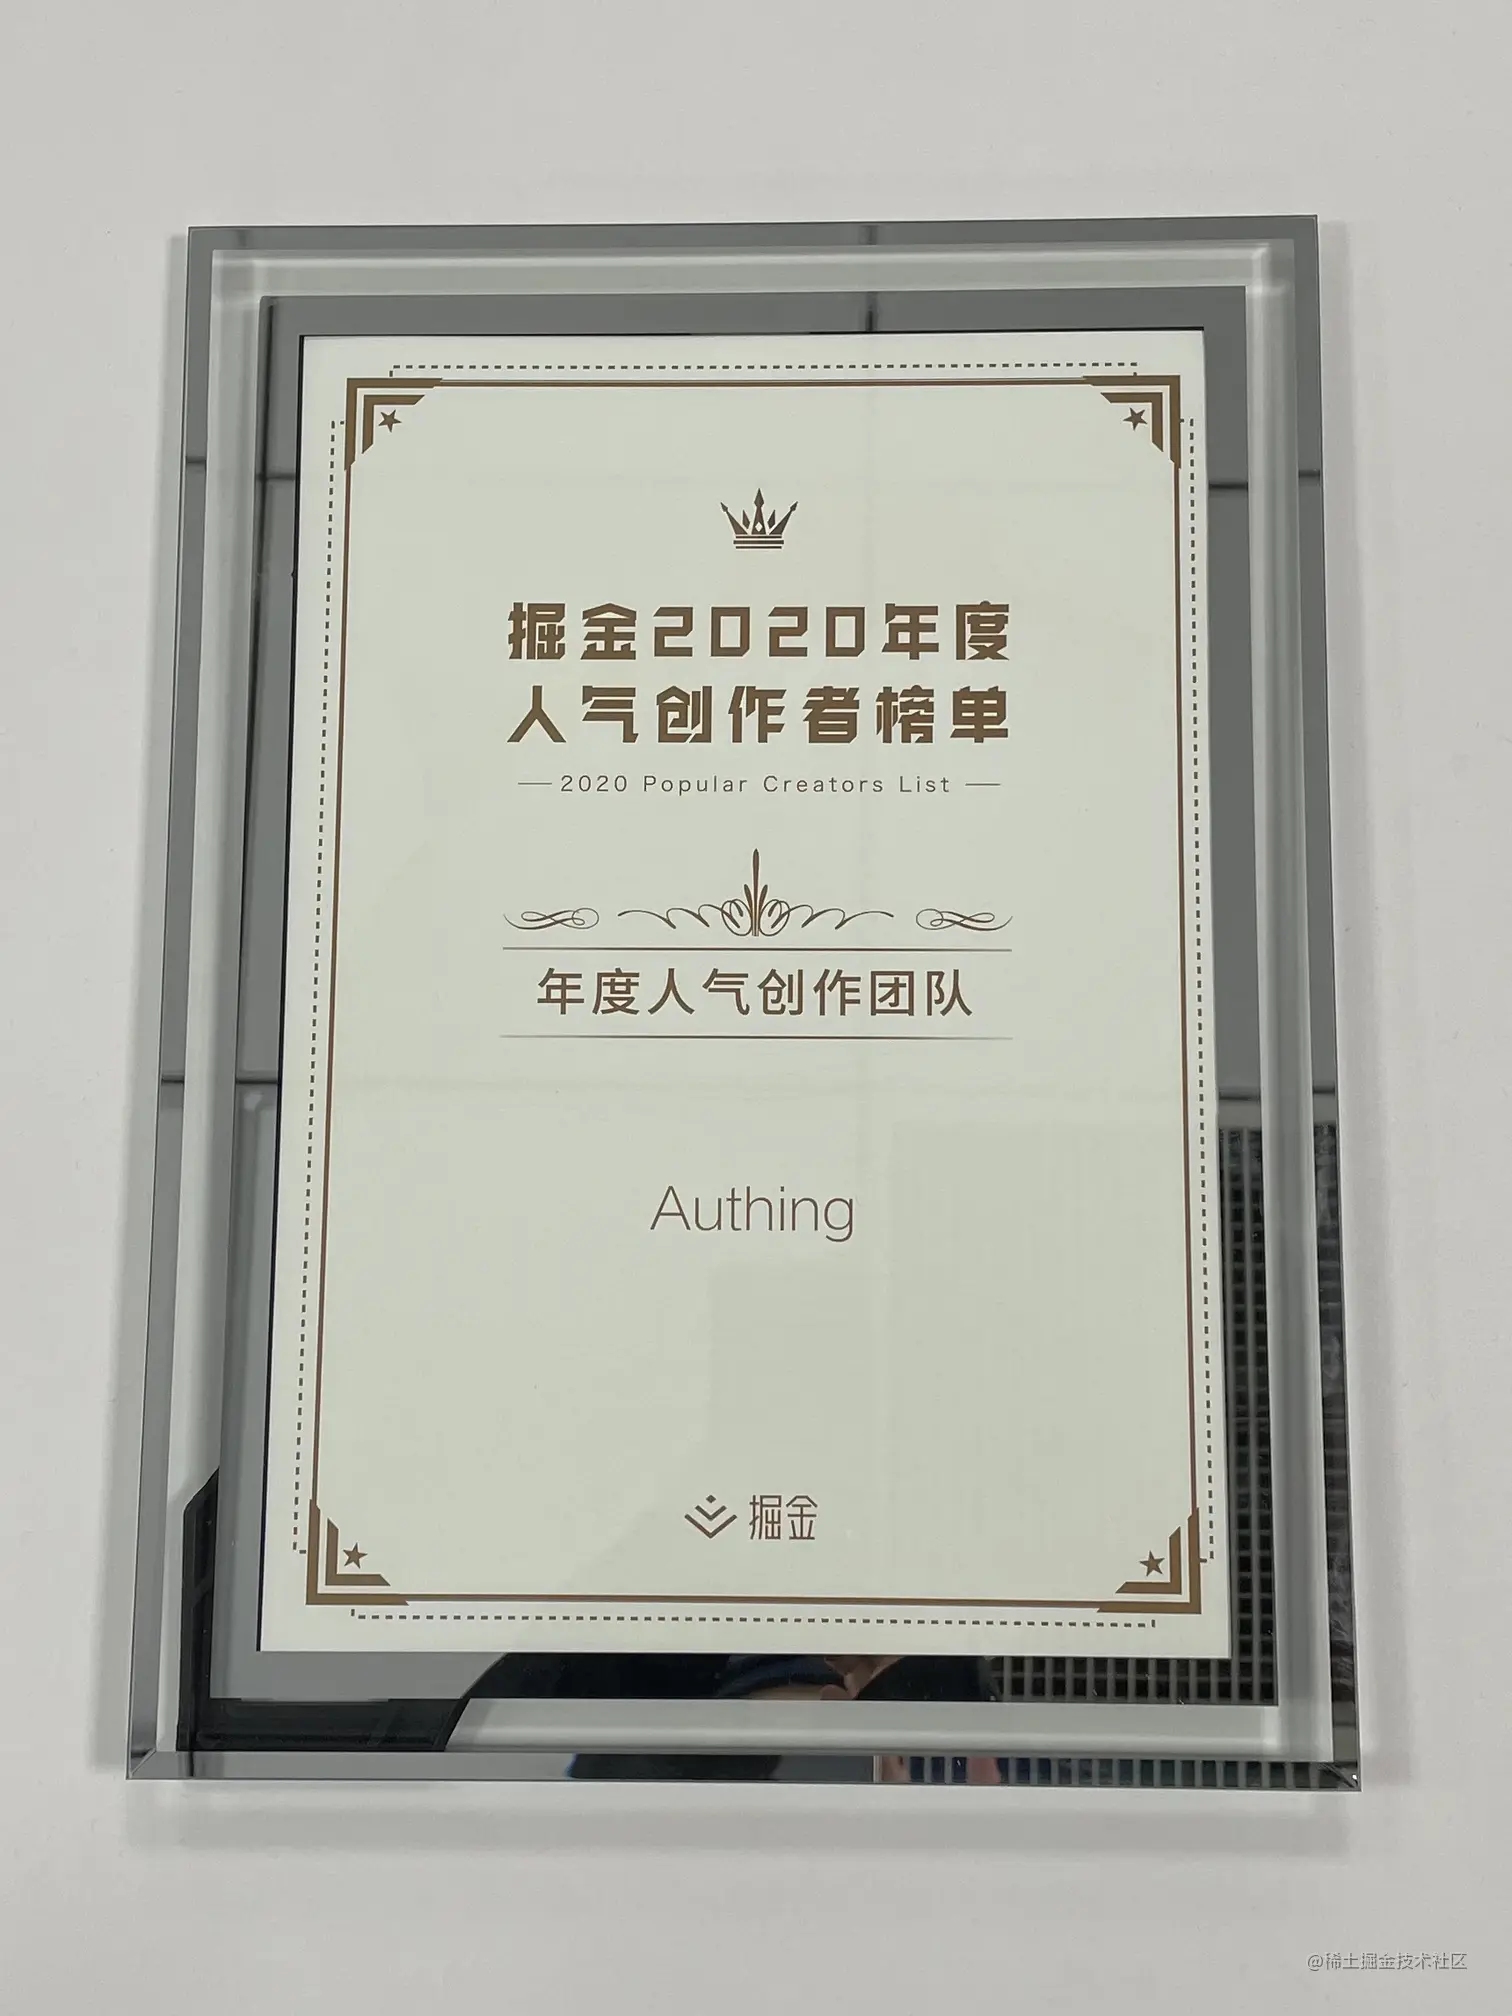 掘金2020年度
人气创作者榜单
2020 Popular Creators List
年度人气创作团队
Authing
掘金
@稀土掘金技术社区